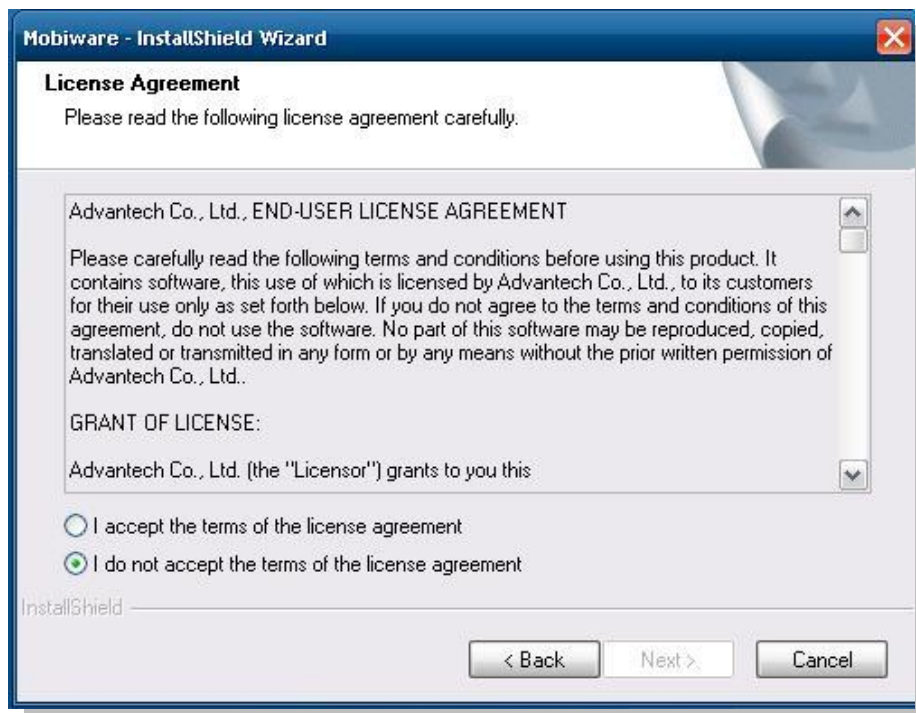 Mobiware - InstallShield Wizard
License Agreement
Please read the following license agreement carefully.
Advantech Co., Ltd., END-USER LICENSE AGREEMENT
Please carefully read the following terms and conditions before using this product. It
contains software, this use of which is licensed by Advantech Co., Ltd., to its customers
for their use only as set forth below. If you do not agree to the terms and conditions of this
agreement, do not use the software. No part of this software may be reproduced, copied,
translated or transmitted in any form or by any means without the prior written permission of
Advantech Co., Ltd..
GRANT OF LICENSE:
Advantech Co., Ltd. (the "Licensor") grants to you this
I accept the terms of the license agreement
I do not accept the terms of the license agreement
InstallShield
< Back Next > Cancel